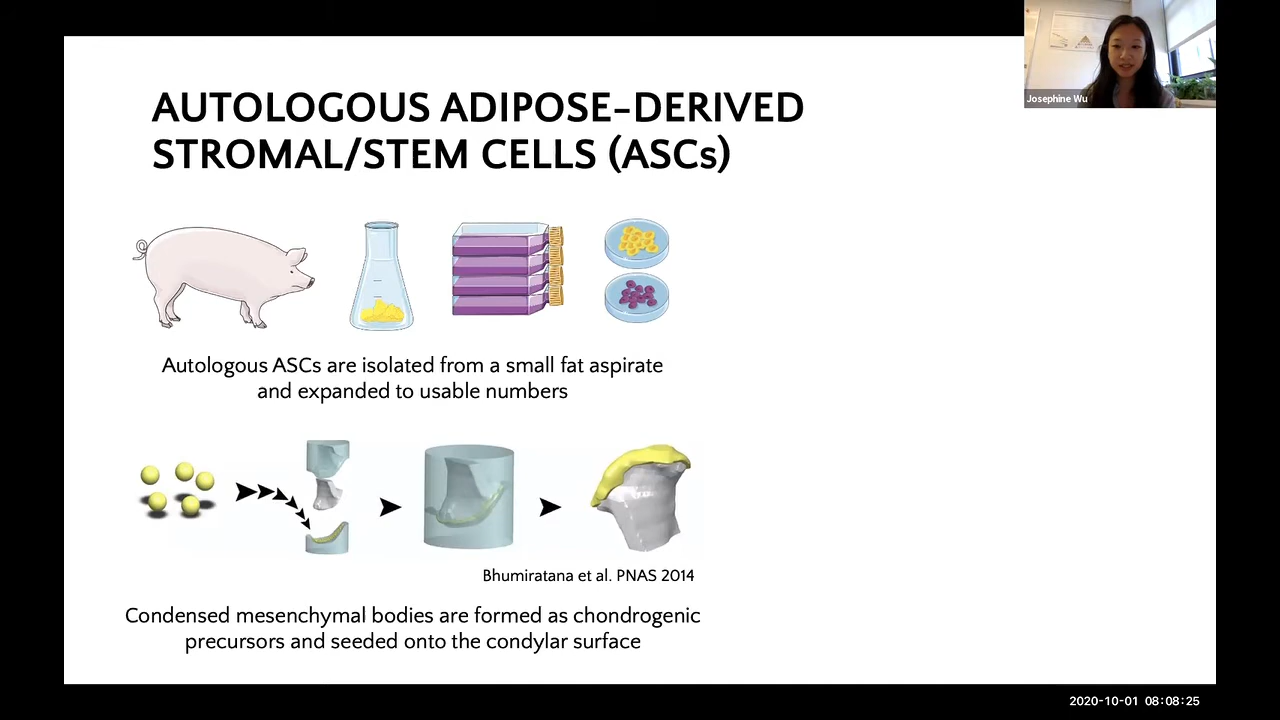 Josephine Wu
AUTOLOGOUS ADIPOSE-DERIVED
STROMAL/STEM CELLS (ASCs)
Autologous ASCs are isolated from a small fat aspirate
and expanded to usable numbers
Bhumiratana et al. PNAS 2014
Condensed mesenchymal bodies are formed as chondrogenic
precursors and seeded onto the condylar surface
2020-10-01 08:08:25